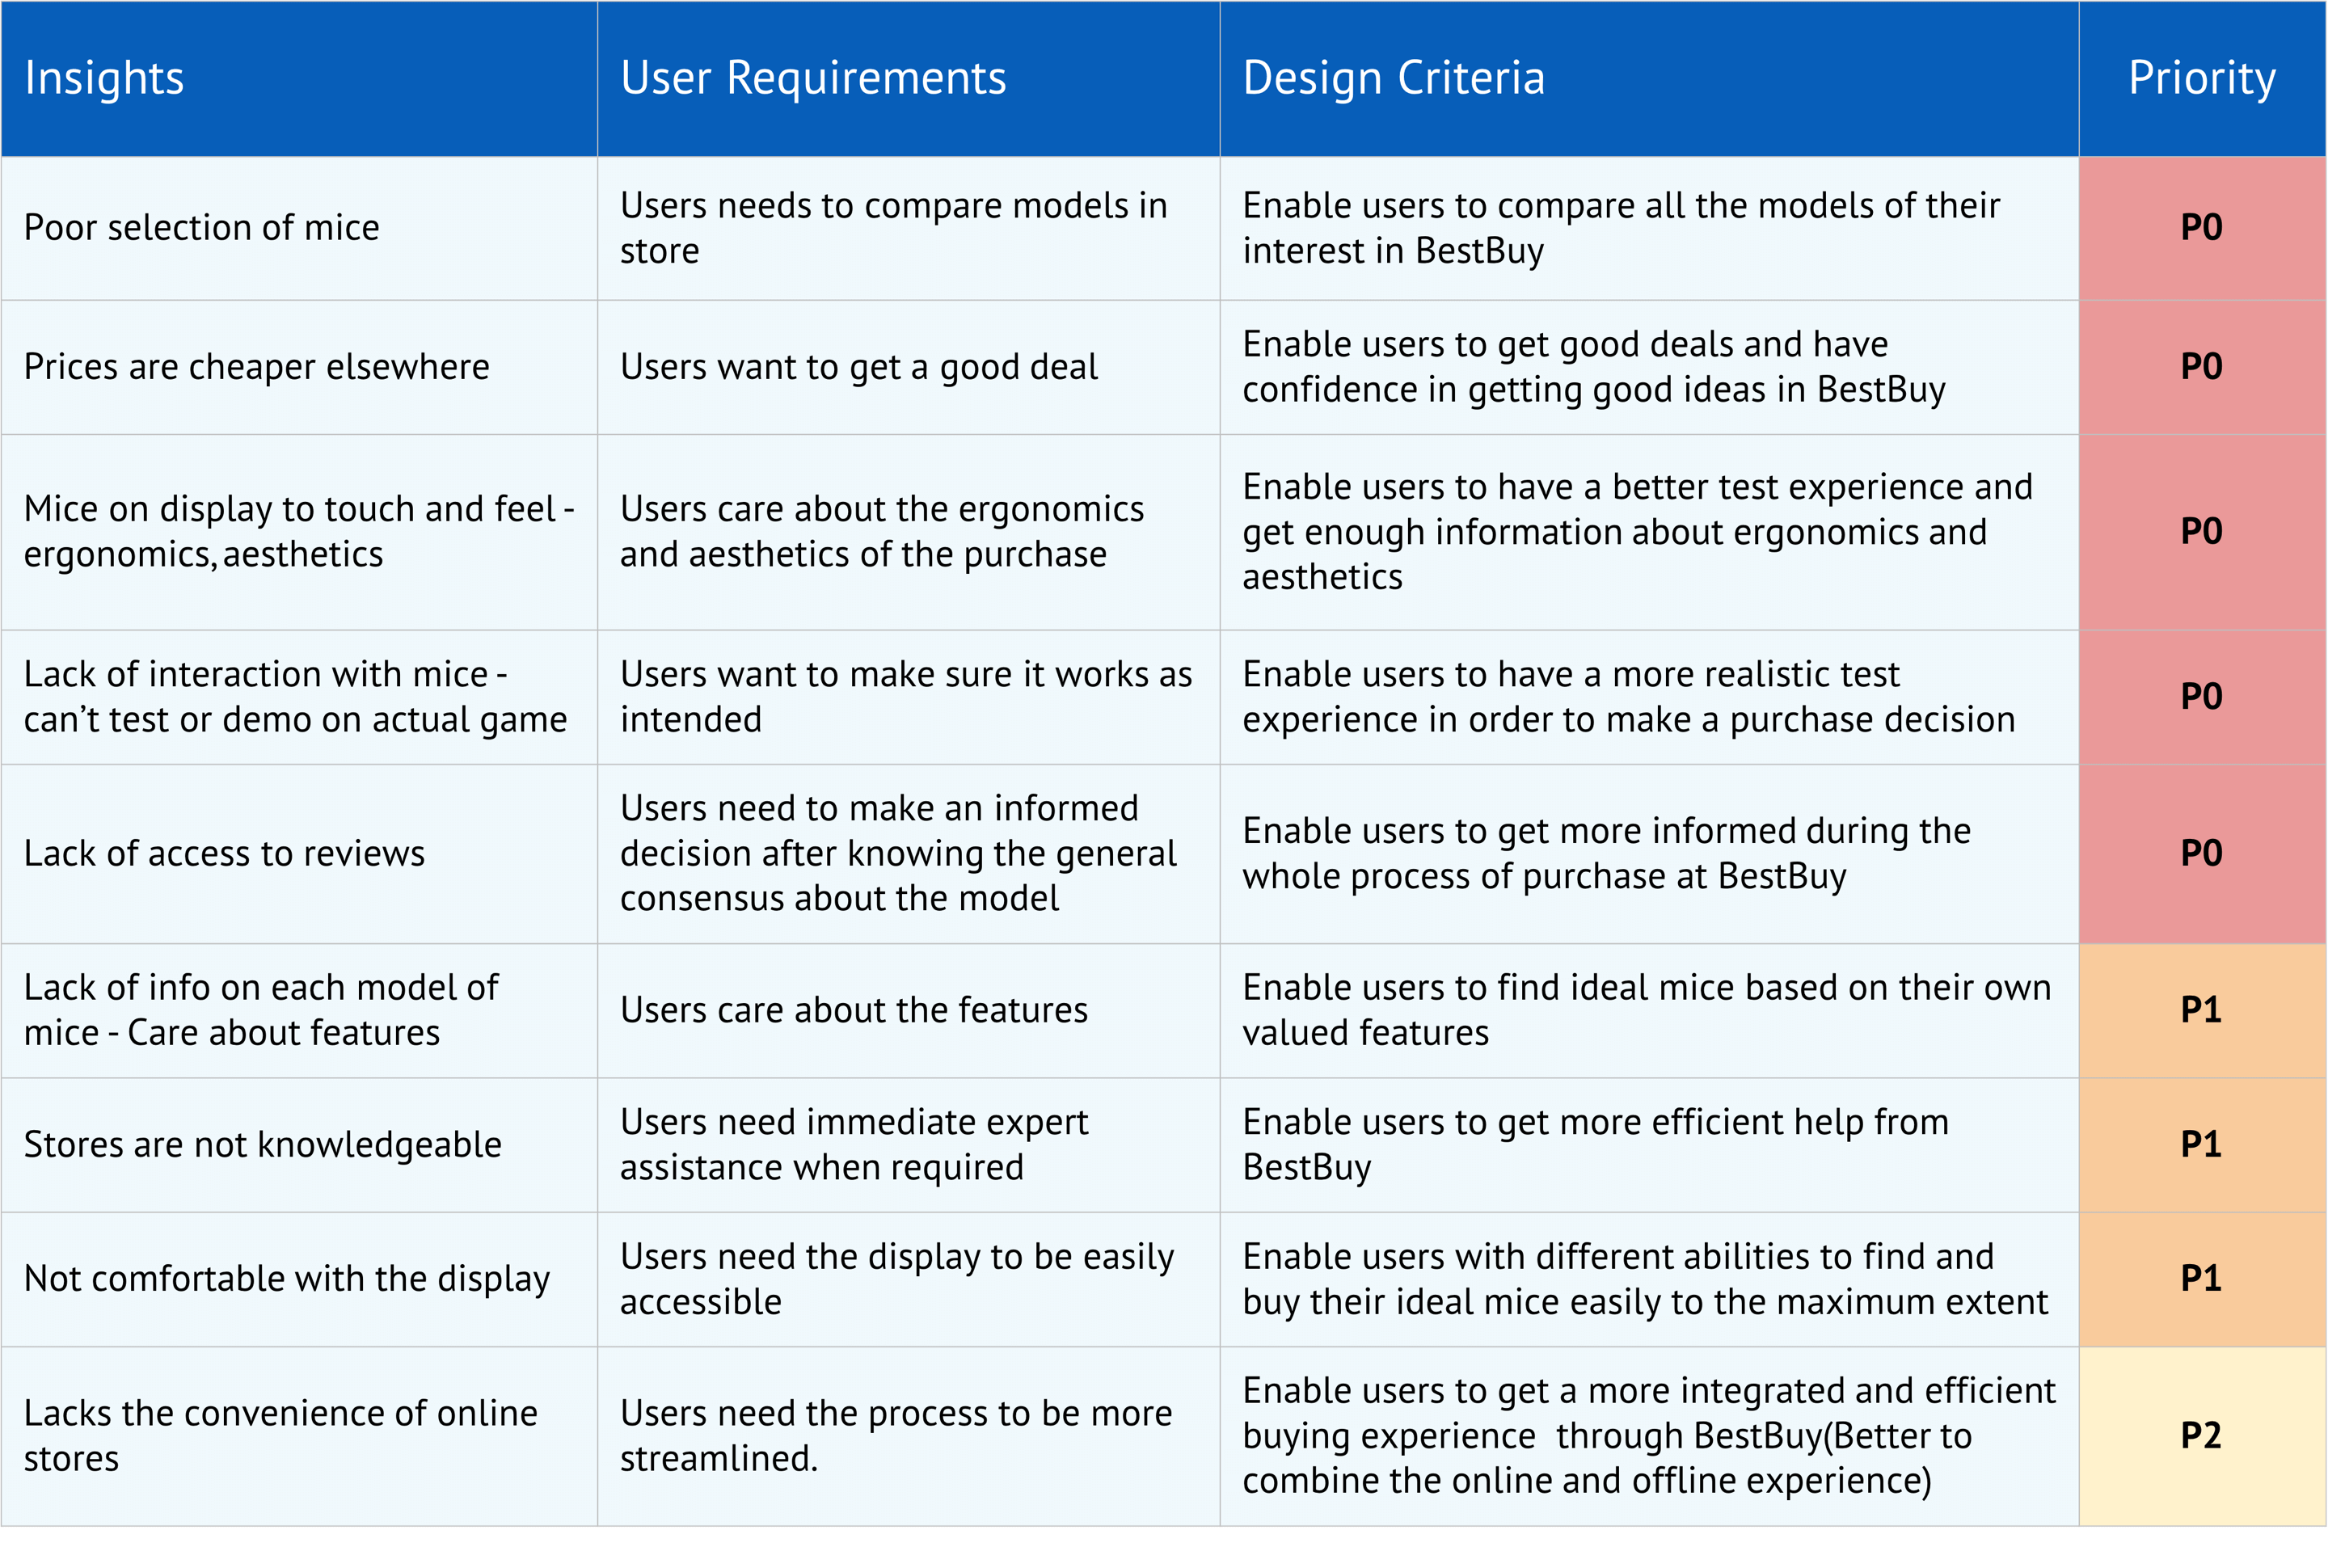 Insights
User Requirements
Design Criteria
Priority
Poor selection of mice
Users needs to compare models in
store
Enable users to compare all the models of their
interest in BestBuy
P0
Prices are cheaper elsewhere
Users want to get a good deal
Enable users to get good deals and have
confidence in getting good ideas in BestBuy
P0
Mice on display to touch and feel -
ergonomics, aesthetics
Users care about the ergonomics
and aesthetics of the purchase
Enable users to have a better test experience and
get enough information about ergonomics and
aesthetics
P0
Lack of interaction with mice -
can’t test or demo on actual game
Users want to make sure it works as
intended
Enable users to have a more realistic test
experience in order to make a purchase decision
P0
Lack of access to reviews
Users need to make an informed
decision after knowing the general
consensus about the model
Enable users to get more informed during the
whole process of purchase at BestBuy
P0
Lack of info on each model of
mice - Care about features
Users care about the features
Enable users to find ideal mice based on their own
valued features
P1
Stores are not knowledgeable
Users need immediate expert
assistance when required
Enable users to get more efficient help from
BestBuy
P1
Not comfortable with the display
Users need the display to be easily
accessible
Enable users with different abilities to find and
buy their ideal mice easily to the maximum extent
P1
Lacks the convenience of online
stores
Users need the process to be more
streamlined.
Enable users to get a more integrated and efficient
buying experience  through BestBuy(Better to
combine the online and offline experience)
P2